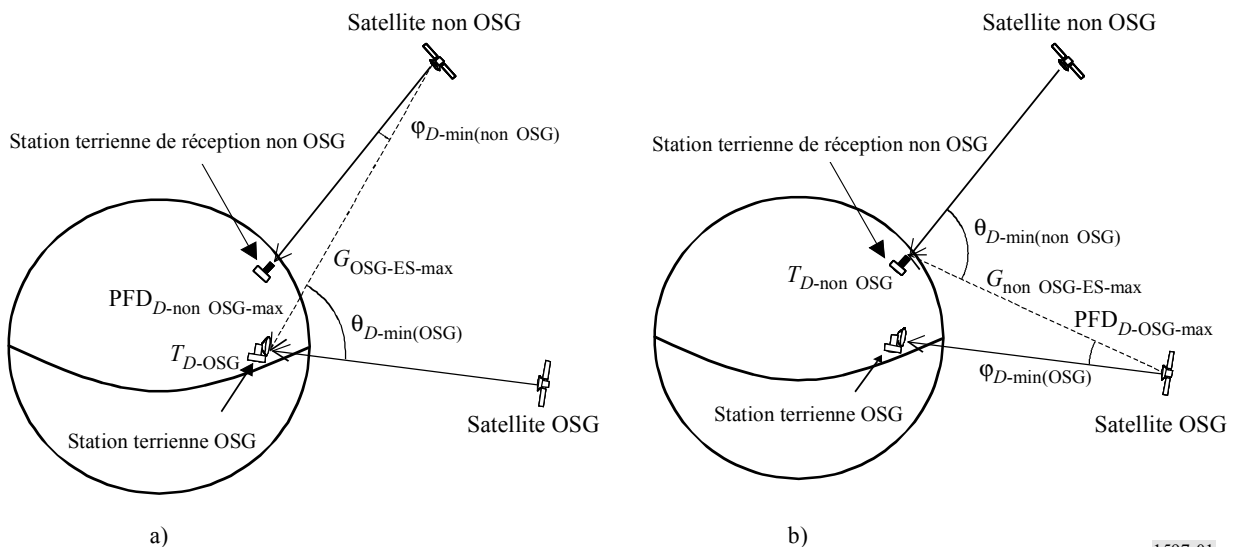 Satellite non OSG
φD-min(non OSG)
Station terrienne de réception non OSG
GOSG-ES-max
PFDD-non OSG-max
θD-min(OSG)
TD-OSG
Station terrienne OSG
Satellite OSG
a)
Satellite non OSG
Station terrienne de réception non OSG
θD-min(non OSG)
TD-non OSG
Gnon OSG-ES-max
PFDD-OSG-max
φD-min(OSG)
Station terrienne OSG
Satellite OSG
b)